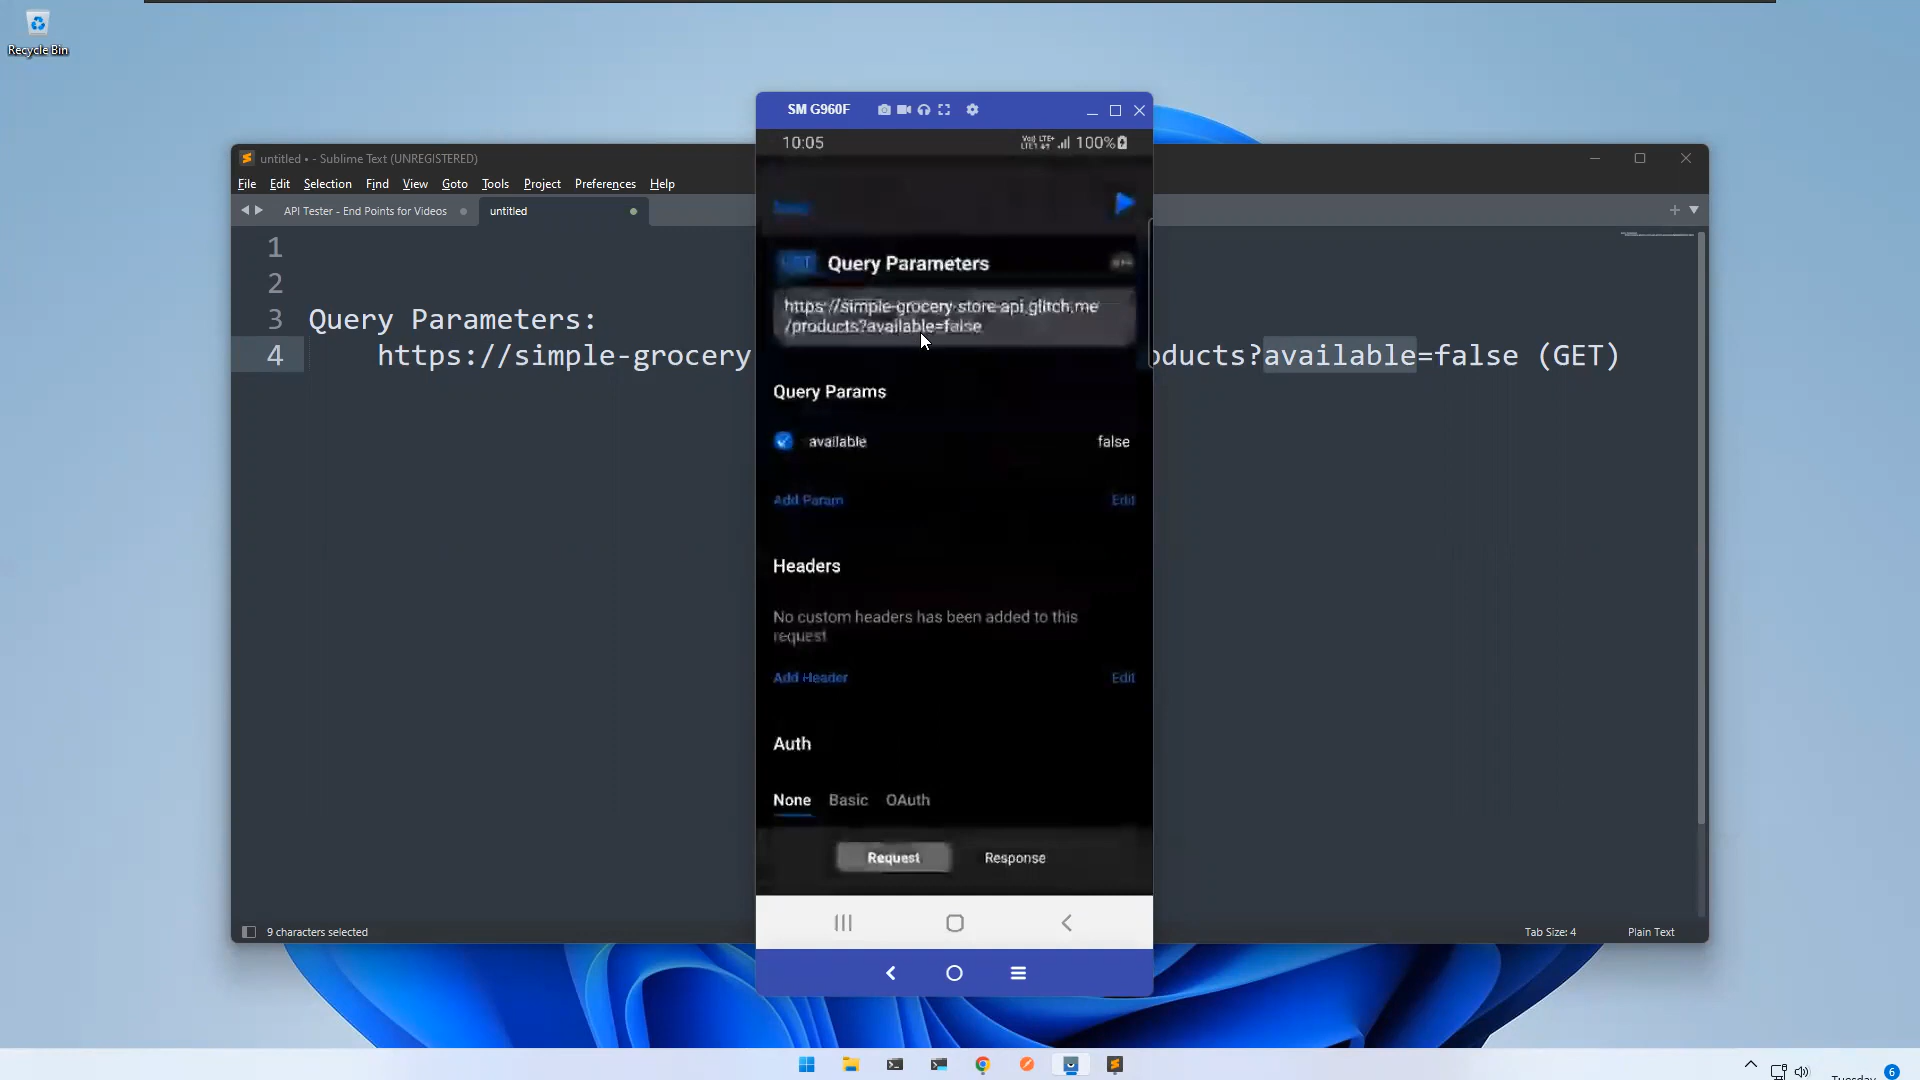 Recycle Bin
untitled • - Sublime Text (UNREGISTERED)
File Edit Selection Find View Goto Tools Project Preferences Help
API Tester - End Points for Videos
untitled
1
2
3 Query Parameters:
4 https://simple-grocery
oducts?available=false (GET)
9 characters selected
Tab Size: 4
Plain Text
SM G960F
10:05
100%
GET Query Parameters
https://simple-grocery-store-api.glitch.me
/products?available=false
Query Params
available false
Add Param Edit
Headers
No custom headers has been added to this
request
Add Header Edit
Auth
None Basic OAuth
Request Response
6